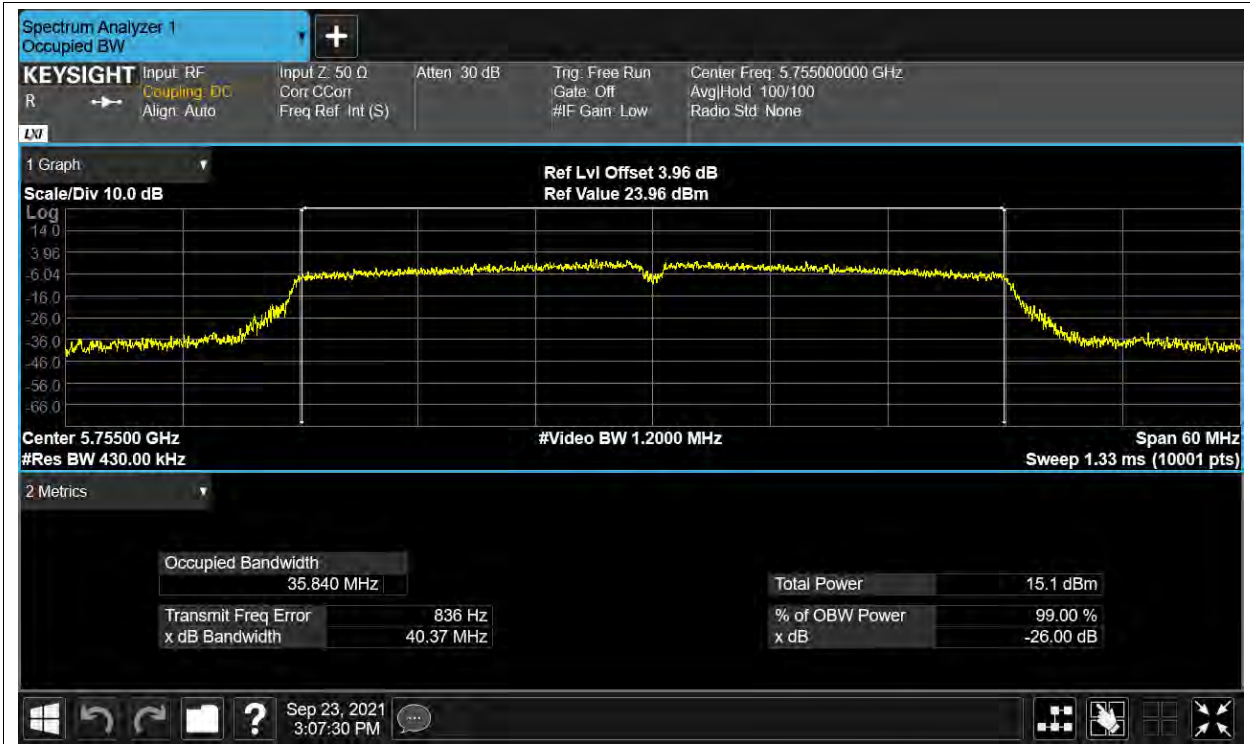 Spectrum Analyzer 1
Occupied BW
KEYSIGHT Input: RF Input Z: 50 Ω Atten: 30 dB Trig: Free Run Center Freq: 5.755000000 GHz
R Coupling: DC Corr CCorr Gate: Off Avg|Hold: 100/100
Align: Auto Freq Ref: Int (S) #IF Gain: Low Radio Std: None
LXI
1 Graph
Ref Lvl Offset 3.96 dB
Scale/Div 10.0 dB Ref Value 23.96 dBm
Log
14.0
3.96
-6.04
-16.0
-26.0
-36.0
-46.0
-56.0
-66.0
Center 5.75500 GHz #Video BW 1.2000 MHz Span 60 MHz
#Res BW 430.00 kHz Sweep 1.33 ms (10001 pts)
2 Metrics
Occupied Bandwidth
35.840 MHz Total Power 15.1 dBm
Transmit Freq Error 836 Hz % of OBW Power 99.00 %
x dB Bandwidth 40.37 MHz x dB -26.00 dB
Sep 23, 2021
3:07:30 PM